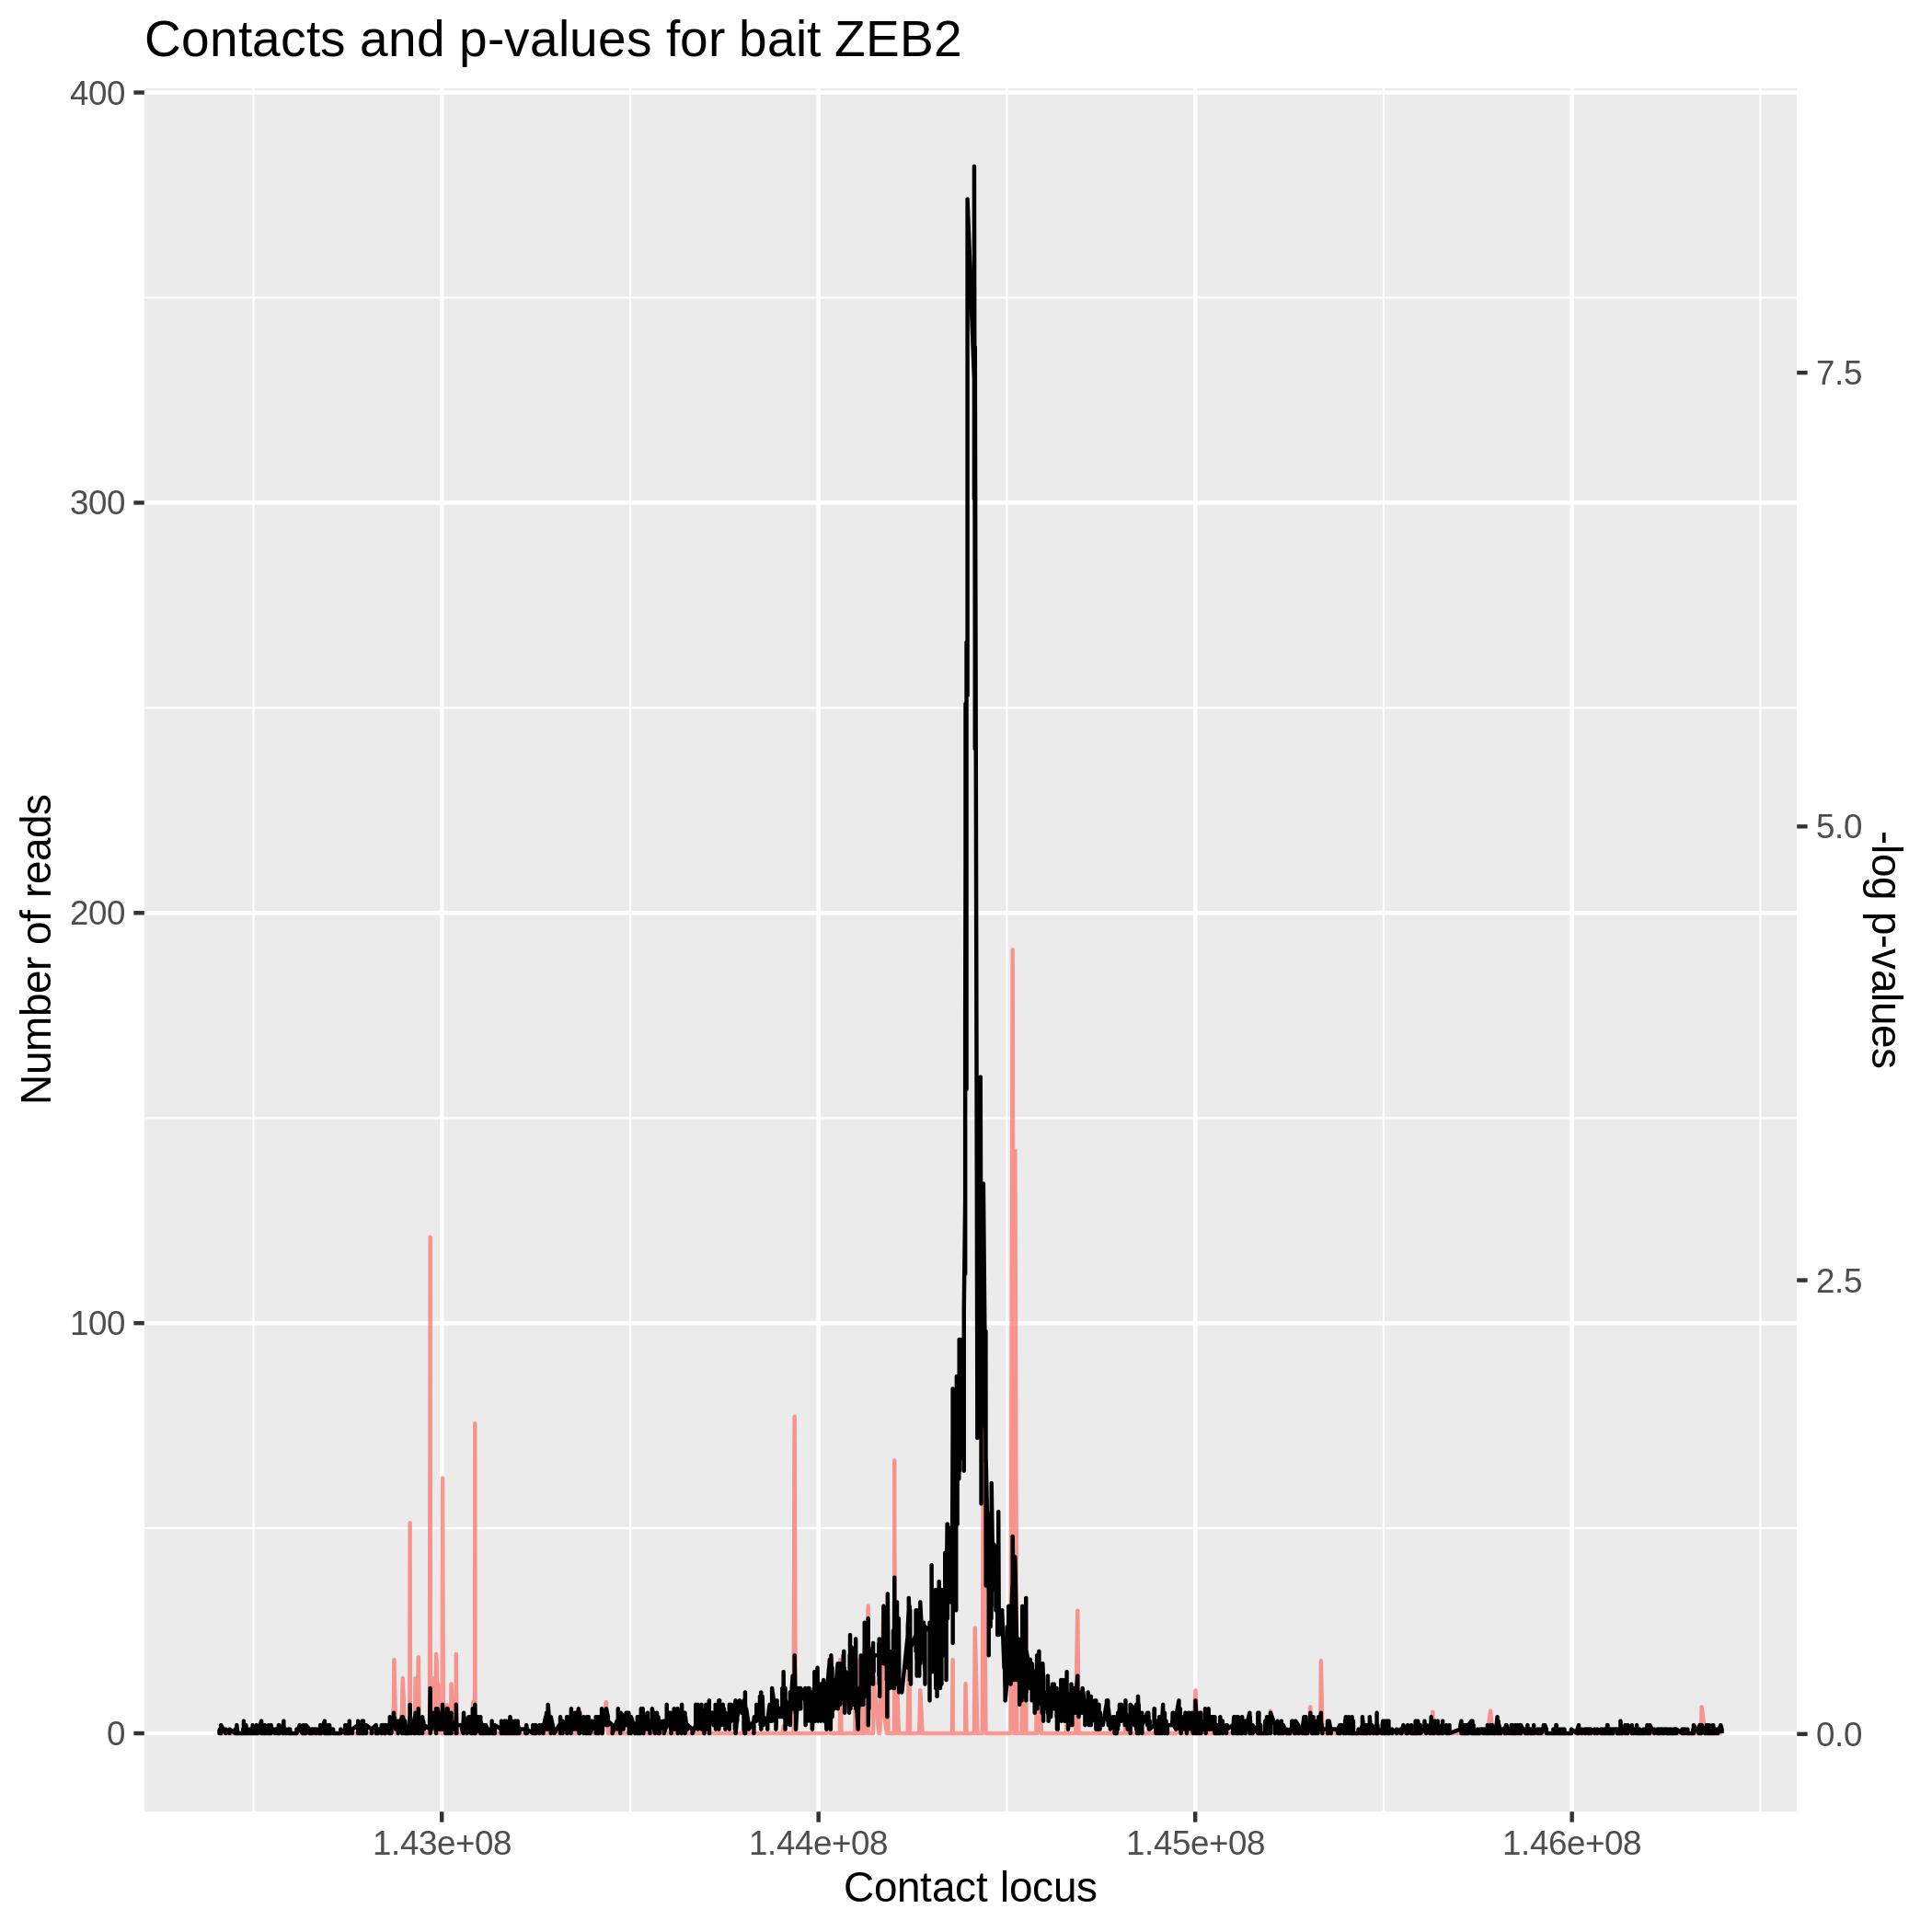 Contacts and p-values for bait ZEB2
400
300
200
100
0
Number of reads
7.5
5.0
2.5
0.0
-log p-values
1.43e+08
1.44e+08
1.45e+08
1.46e+08
Contact locus